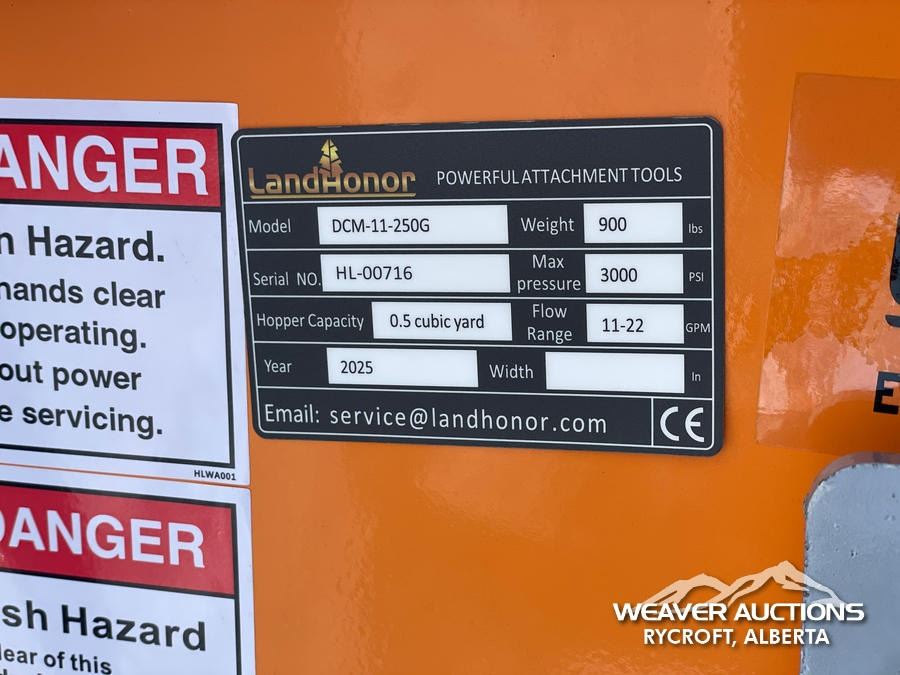 ANGER
Hazard.
hands clear
operating.
out power
servicing.
HLWA001
DANGER
sh Hazard
lear of this
LandHonor POWERFUL ATTACHMENT TOOLS
Model DCM-11-250G Weight 900 lbs
Serial NO. HL-00716 Max pressure 3000 PSI
Hopper Capacity 0.5 cubic yard Flow Range 11-22 GPM
Year 2025 Width In
Email: service@landhonor.com CE
E
WEAVER AUCTIONS
RYCROFT, ALBERTA